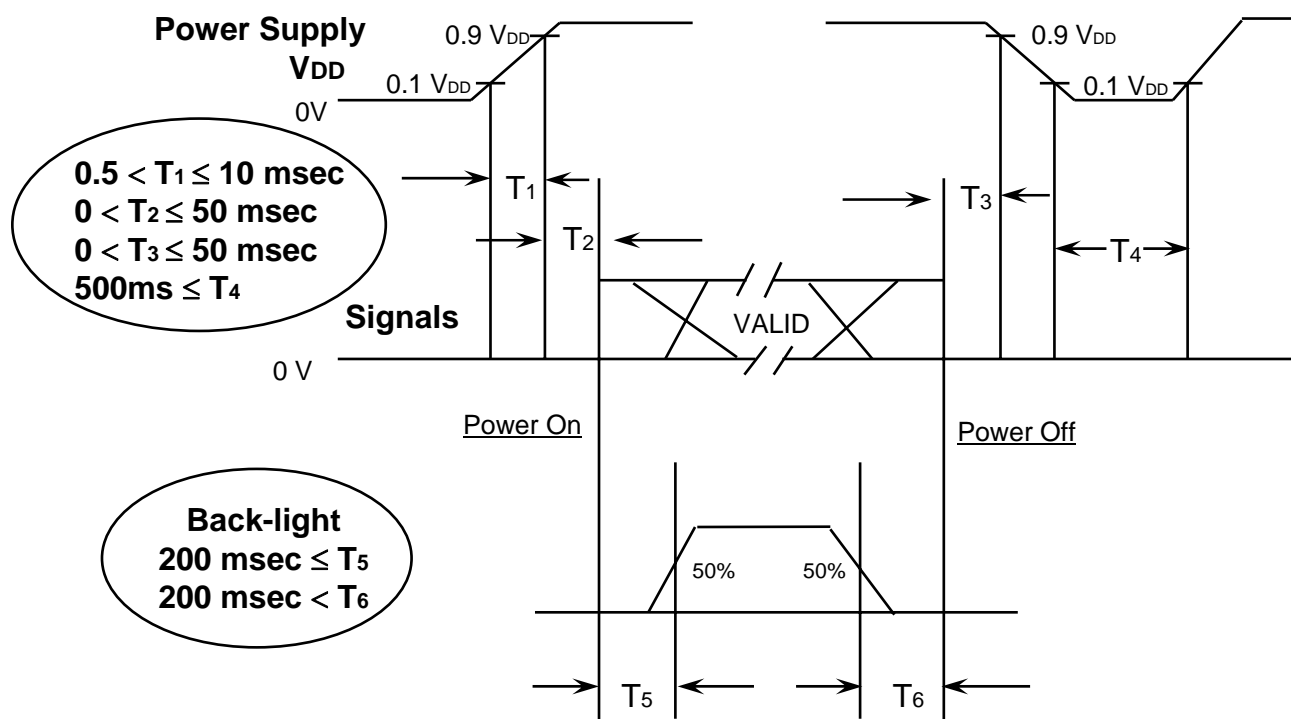 Power Supply
VDD
0.9 VDD
0.1 VDD
0V
0.9 VDD
0.1 VDD
0.5 < T1 ≤ 10 msec
0 < T2 ≤ 50 msec
0 < T3 ≤ 50 msec
500ms ≤ T4
T1
T2
T3
T4
Signals
VALID
0 V
Power On
Power Off
Back-light
200 msec ≤ T5
200 msec < T6
50%
50%
T5
T6